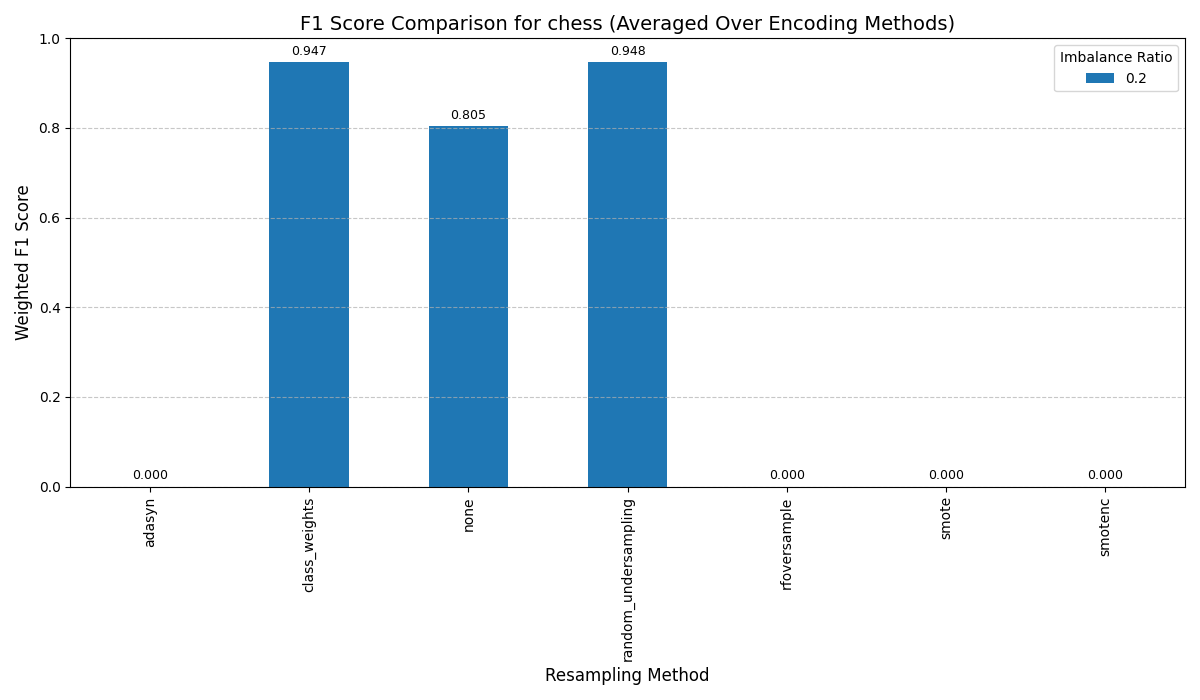 F1 Score Comparison for chess (Averaged Over Encoding Methods)
Weighted F1 Score
1.0
0.8
0.6
0.4
0.2
0.0
0.000
0.947
0.805
0.948
0.000
0.000
0.000
Imbalance Ratio
0.2
adasyn
class_weights
none
random_undersampling
rfoversample
smote
smotenc
Resampling Method